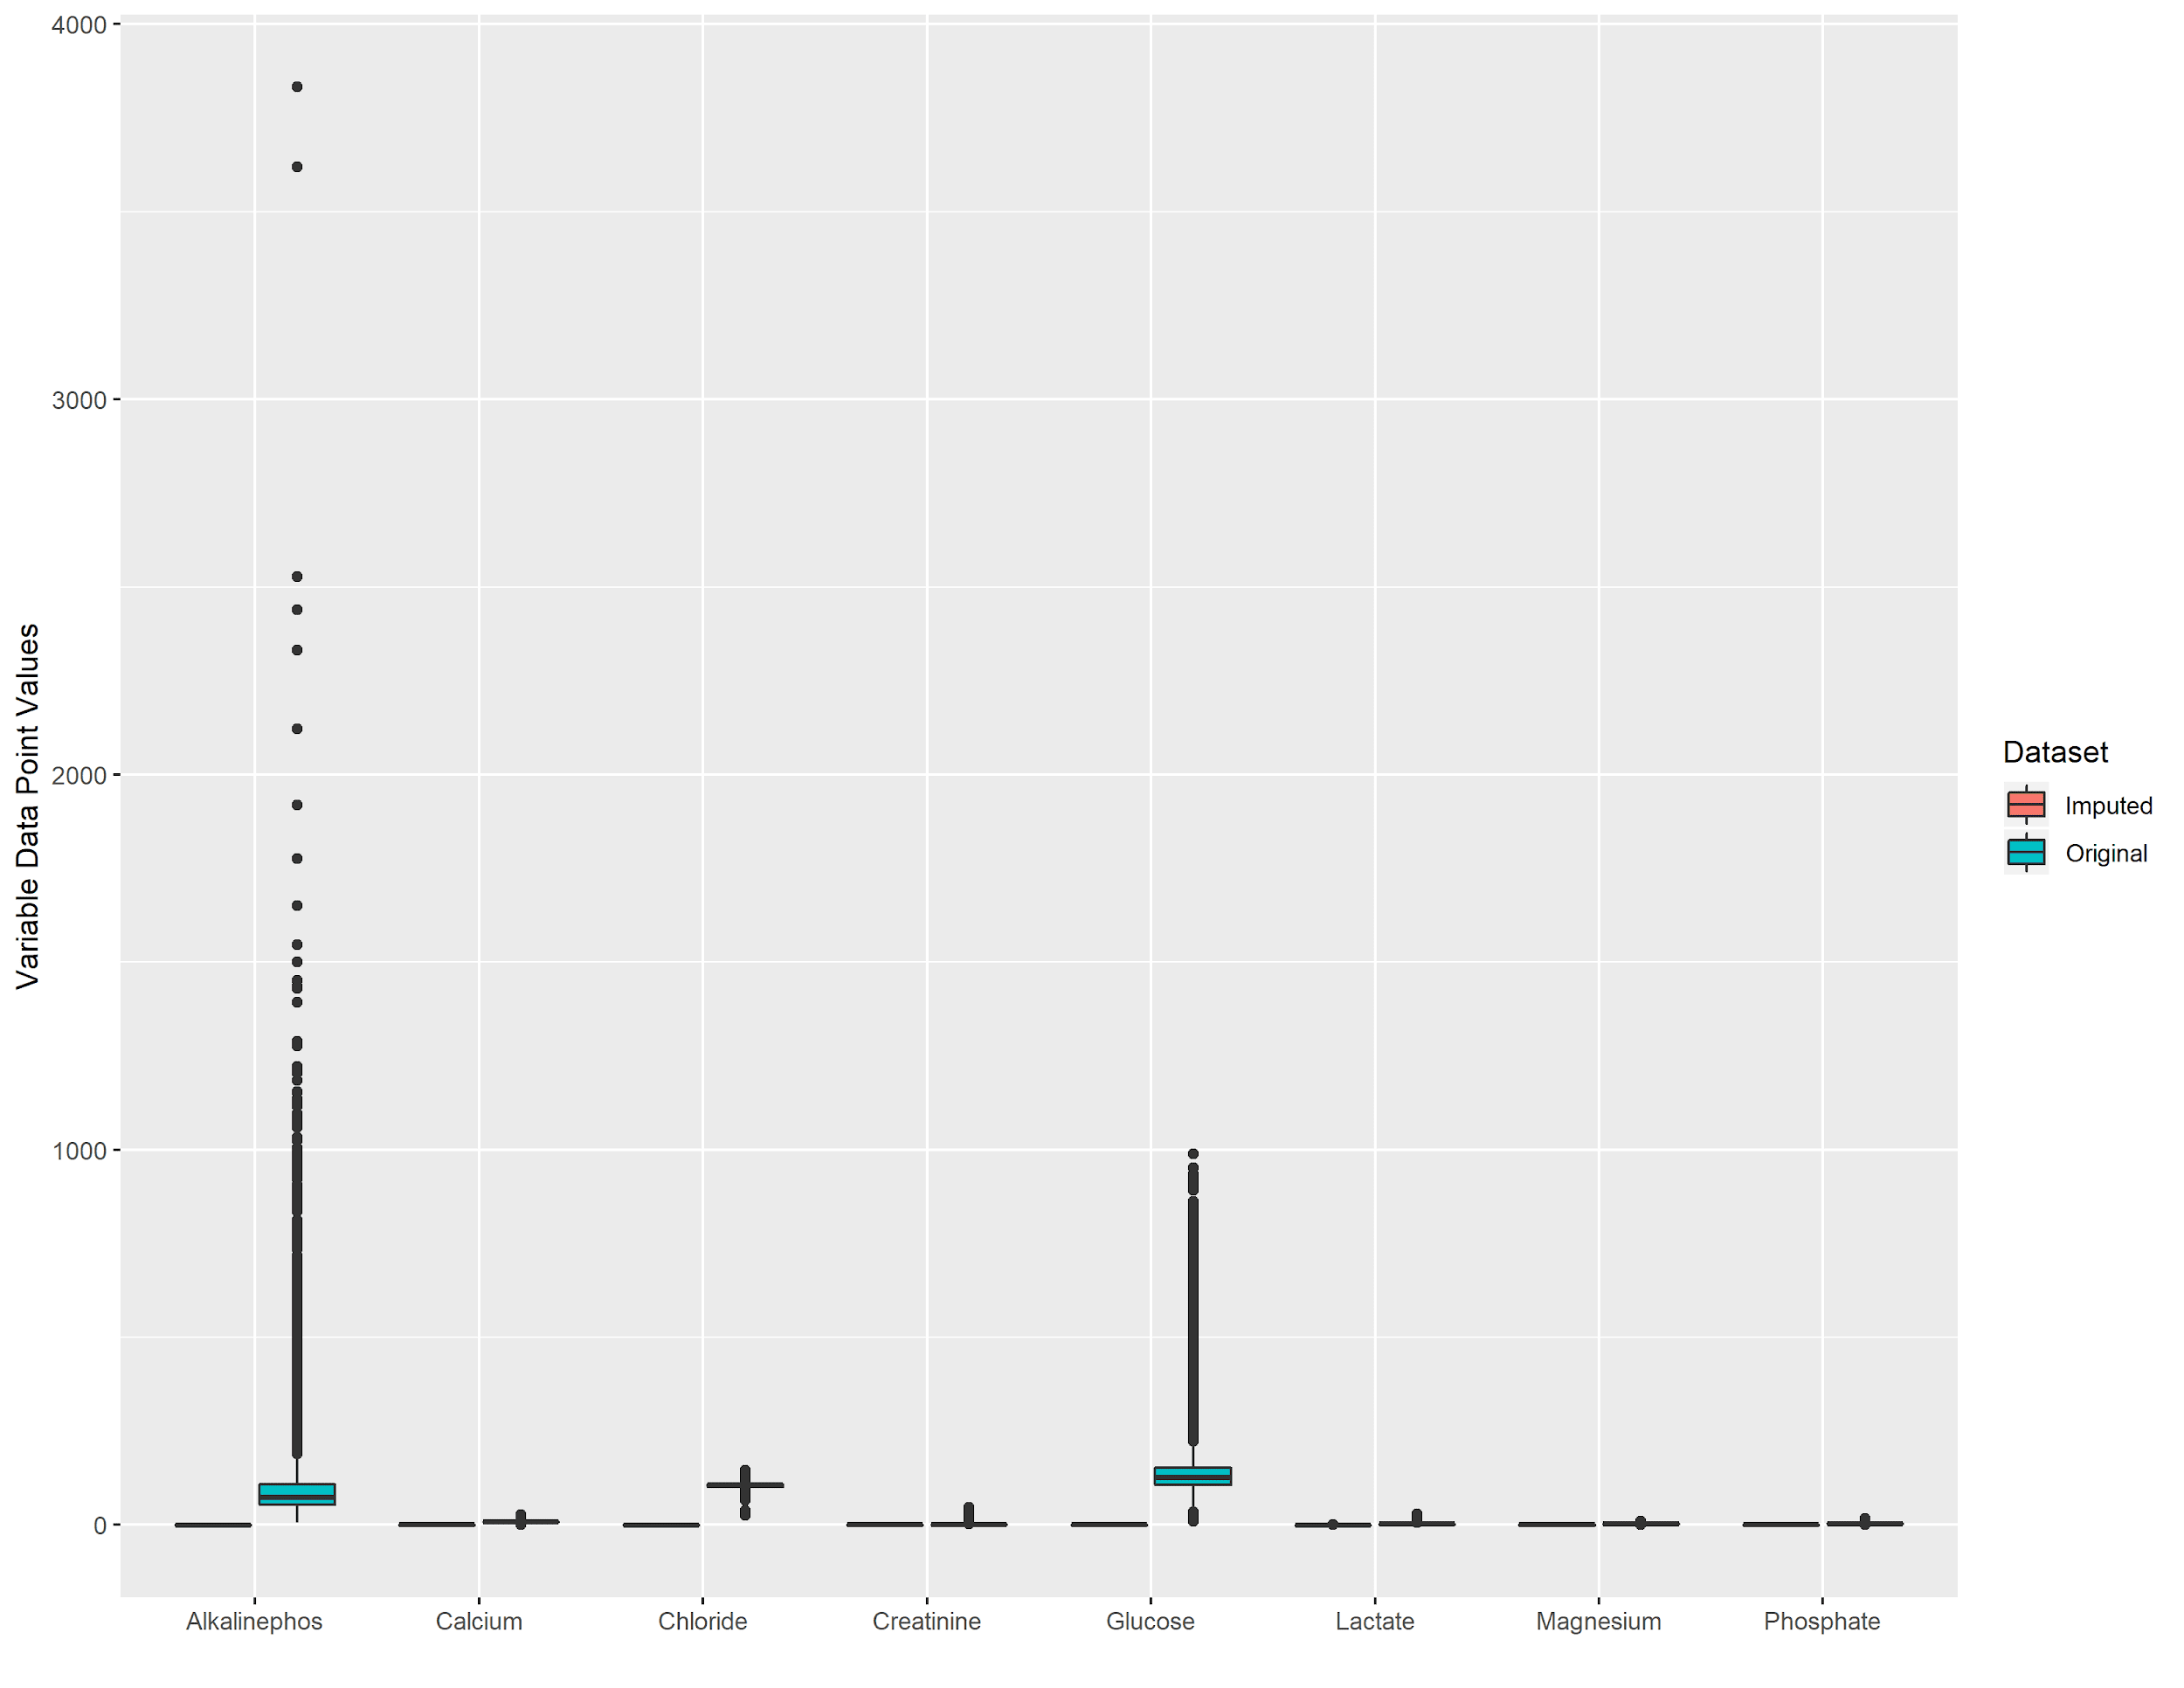 Variable Data Point Values
4000
3000
2000
1000
0
Alkalinephos Calcium Chloride Creatinine Glucose Lactate Magnesium Phosphate
Dataset
Imputed
Original